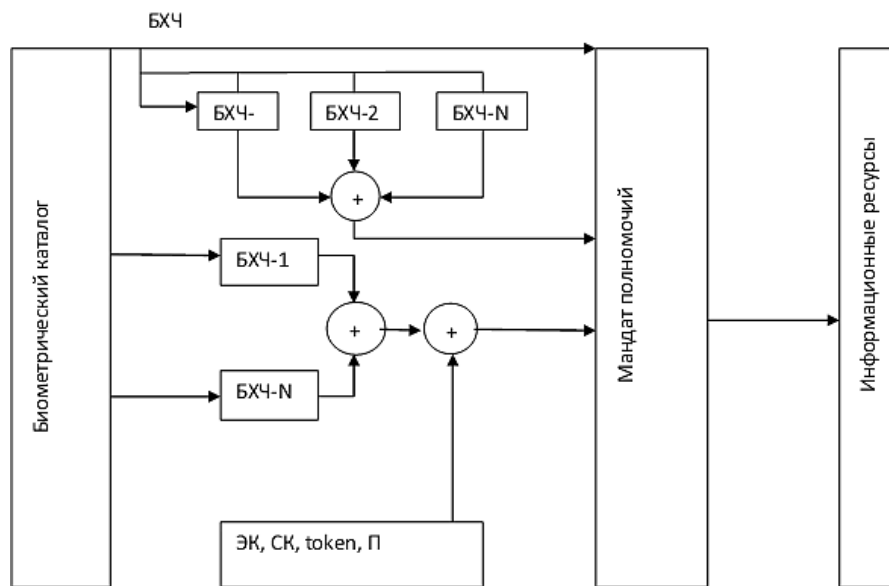 БХЧ
БХЧ-
БХЧ-2
БХЧ-N
+
БХЧ-1
+
+
БХЧ-N
ЭК, СК, token, П
Биометрический каталог
Мандат полномочий
Информационные ресурсы